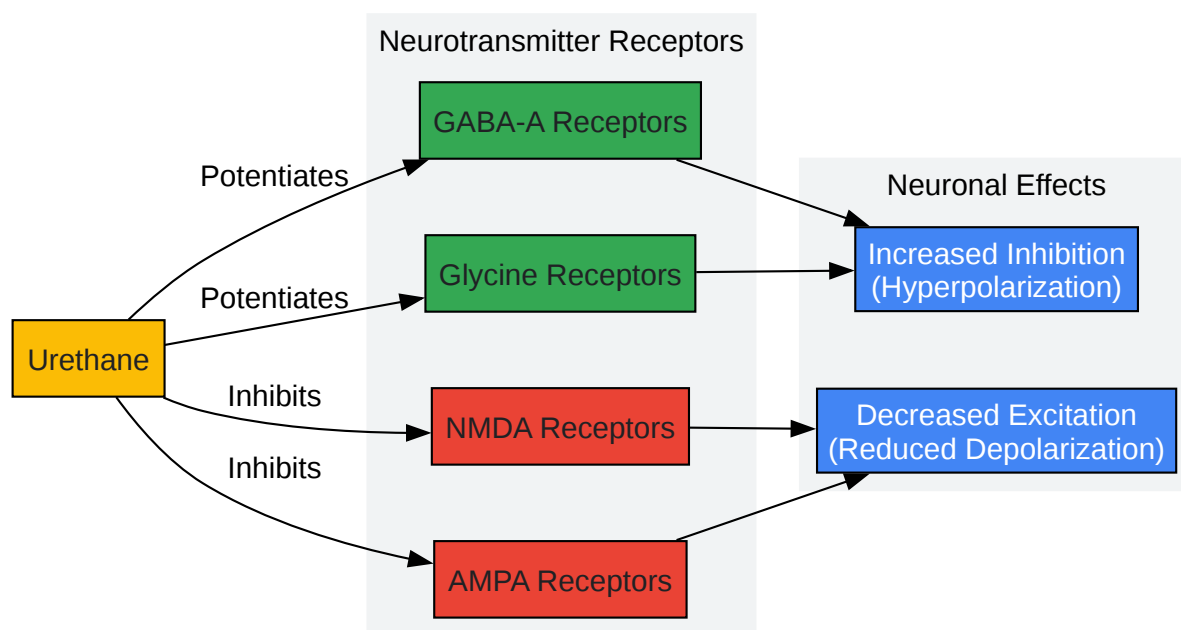 Neurotransmitter Receptors
GABA-A Receptors
Potentiates
Neuronal Effects
Increased Inhibition
(Hyperpolarization)
Glycine Receptors
Potentiates
Urethane
Inhibits
NMDA Receptors
Decreased Excitation
(Reduced Depolarization)
Inhibits
AMPA Receptors